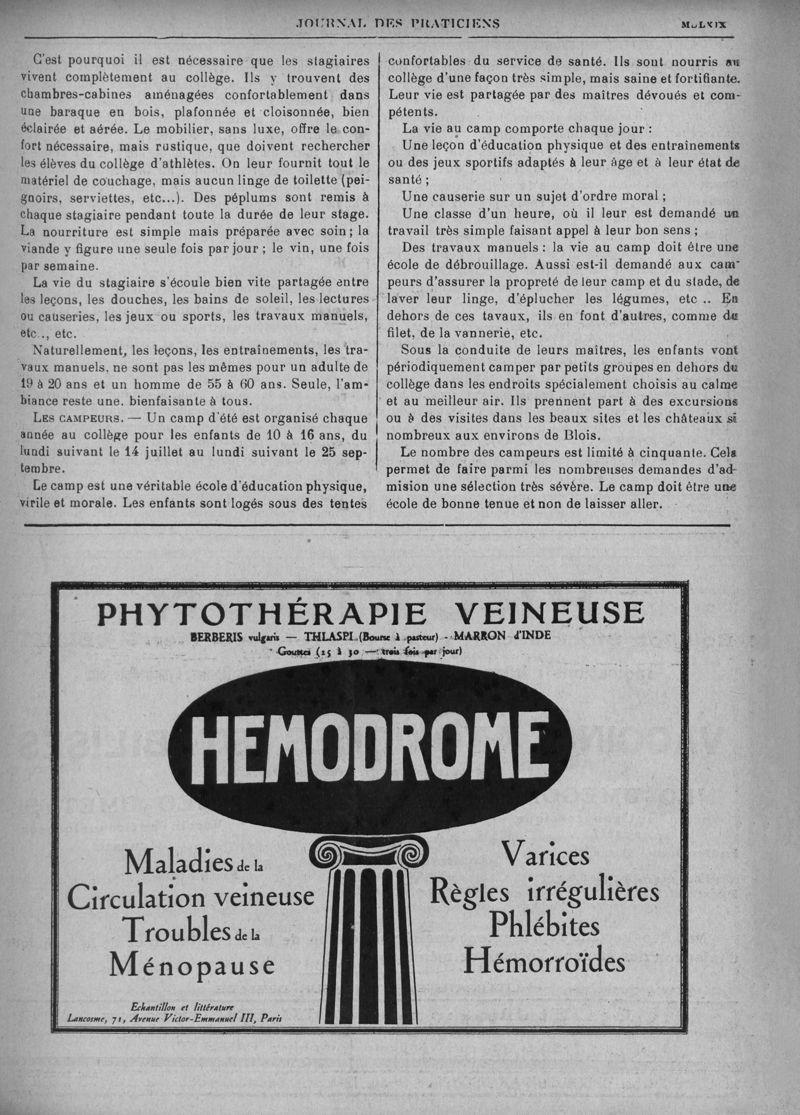 JOURNAL DES PRATICIENS
C'est pourquoi il est nécessaire que les stagiaires
vivent complètement au collège. Ils y trouvent des
chambres-cabines aménagées confortablement dans
une baraque en bois, plafonnée et cloisonnée, bien
éclairée et aérée. Le mobilier, sans luxe, offre le con-
fort nécessaire, mais rustique, que doivent rechercher
les élèves du collège d'athlètes. On leur fournit tout le
matériel de couchage, mais aucun linge de toilette (pei-
gnoirs, serviettes, etc...). Des péplums sont remis à
chaque stagiaire pendant toute la durée de leur stage.
La nourriture est simple mais préparée avec soin ; la
viande y figure une seule fois par jour ; le vin, une fois
par semaine.
La vie du stagiaire s'écoule bien vite partagée entre
les leçons, les douches, les bains de soleil, les lectures
ou causeries, les jeux ou sports, les travaux manuels,
etc.., etc.
Naturellement, les leçons, les entraînements, les tra-
vaux manuels, ne sont pas les mêmes pour un adulte de
19 à 20 ans et un homme de 55 à 60 ans. Seule, l'am-
biance reste une, bienfaisante à tous.
LES CAMPEURS. — Un camp d'été est organisé chaque
année au collège pour les enfants de 10 à 16 ans, du
lundi suivant le 14 juillet au lundi suivant le 25 sep-
tembre.
Le camp est une véritable école d'éducation physique,
virile et morale. Les enfants sont logés sous des tentes
confortables du service de santé. Ils sont nourris au
collège d'une façon très simple, mais saine et fortifiante.
Leur vie est partagée par des maîtres dévoués et com-
pétents.
La vie au camp comporte chaque jour :
Une leçon d'éducation physique et des entraînements
ou des jeux sportifs adaptés à leur âge et à leur état de
santé ;
Une causerie sur un sujet d'ordre moral ;
Une classe d'un heure, où il leur est demandé un
travail très simple faisant appel à leur bon sens ;
Des travaux manuels : la vie au camp doit être une
école de débrouillage. Aussi est-il demandé aux cam-
peurs d'assurer la propreté de leur camp et du stade, de
laver leur linge, d'éplucher les légumes, etc .. En
dehors de ces tavaux, ils en font d'autres, comme du
filet, de la vannerie, etc.
Sous la conduite de leurs maîtres, les enfants vont
périodiquement camper par petits groupes en dehors du
collège dans les endroits spécialement choisis au calme
et au meilleur air. Ils prennent part à des excursions
ou à des visites dans les beaux sites et les châteaux si
nombreux aux environs de Blois.
Le nombre des campeurs est limité à cinquante. Cela
permet de faire parmi les nombreuses demandes d'ad-
mision une sélection très sévère. Le camp doit être une
école de bonne tenue et non de laisser aller.
PHYTOTHÉRAPIE VEINEUSE
BERBERIS vulgaris — THLASPI (Bourse à pasteur) - MARRON d'INDE
Gouttes (15 à 30 — trois fois par jour)
HEMODROME
Maladies de la
Circulation veineuse
Troubles de la
Ménopause
Varices
Règles irrégulières
Phlébites
Hémorroïdes
Echantillon et littérature
Lancosme, 71, Avenue Victor-Emmanuel III, Paris